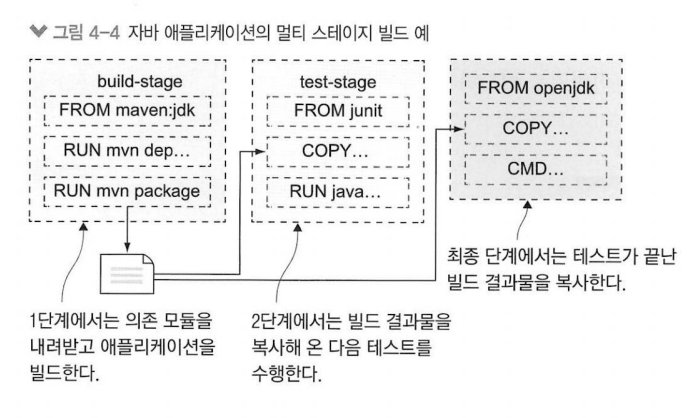 그림 4-4 자바 애플리케이션의 멀티 스테이지 빌드 예
build-stage
FROM maven:jdk
RUN mvn dep...
RUN mvn package
test-stage
FROM junit
COPY...
RUN java...
FROM openjdk
COPY...
CMD...
최종 단계에서는 테스트가 끝난
빌드 결과물을 복사한다.
1단계에서는 의존 모듈을
내려받고 애플리케이션을
빌드한다.
2단계에서는 빌드 결과물을
복사해 온 다음 테스트를
수행한다.